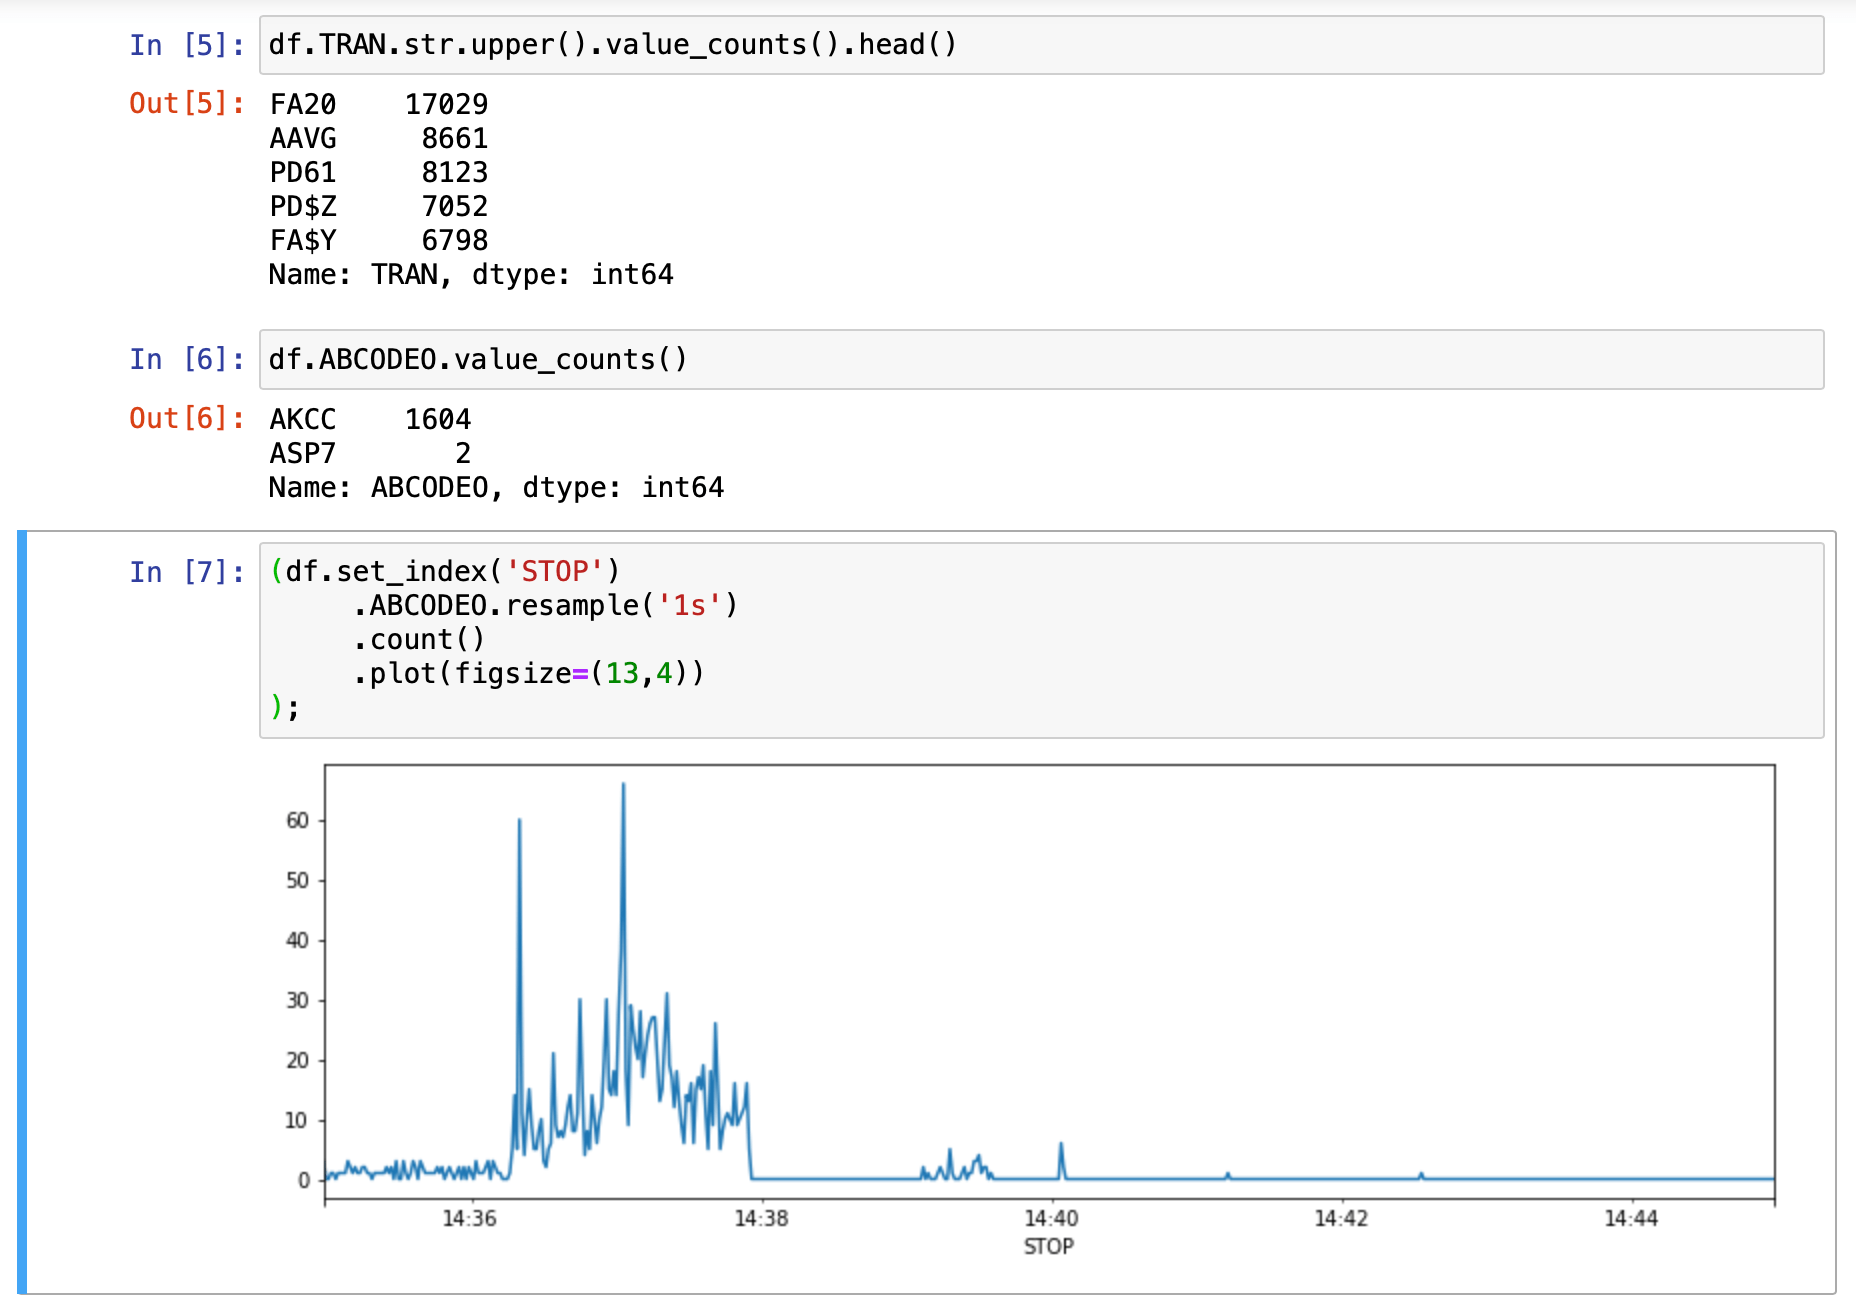 In [5]: df.TRAN.str.upper().value_counts().head()
Out[5]: FA20    17029
AAVG     8661
PD61     8123
PD$Z     7052
FA$Y     6798
Name: TRAN, dtype: int64
In [6]: df.ABCODEO.value_counts()
Out[6]: AKCC    1604
ASP7       2
Name: ABCODEO, dtype: int64
In [7]: (df.set_index('STOP')
     .ABCODEO.resample('1s')
     .count()
     .plot(figsize=(13,4))
);
60
50
40
30
20
10
0
14:36 14:38 14:40 14:42 14:44
STOP